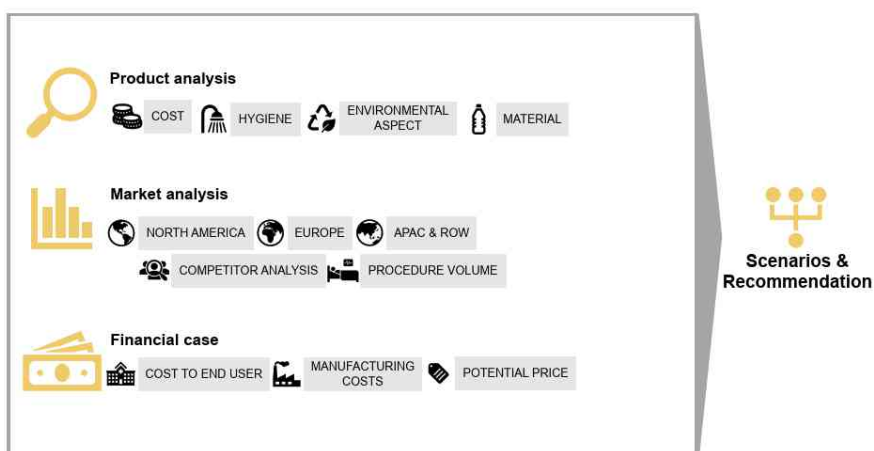 Product analysis
COST
HYGIENE
ENVIRONMENTAL
ASPECT
MATERIAL
Market analysis
NORTH AMERICA
EUROPE
APAC & ROW
COMPETITOR ANALYSIS
PROCEDURE VOLUME
Financial case
COST TO END USER
MANUFACTURING
COSTS
POTENTIAL PRICE
Scenarios &
Recommendation